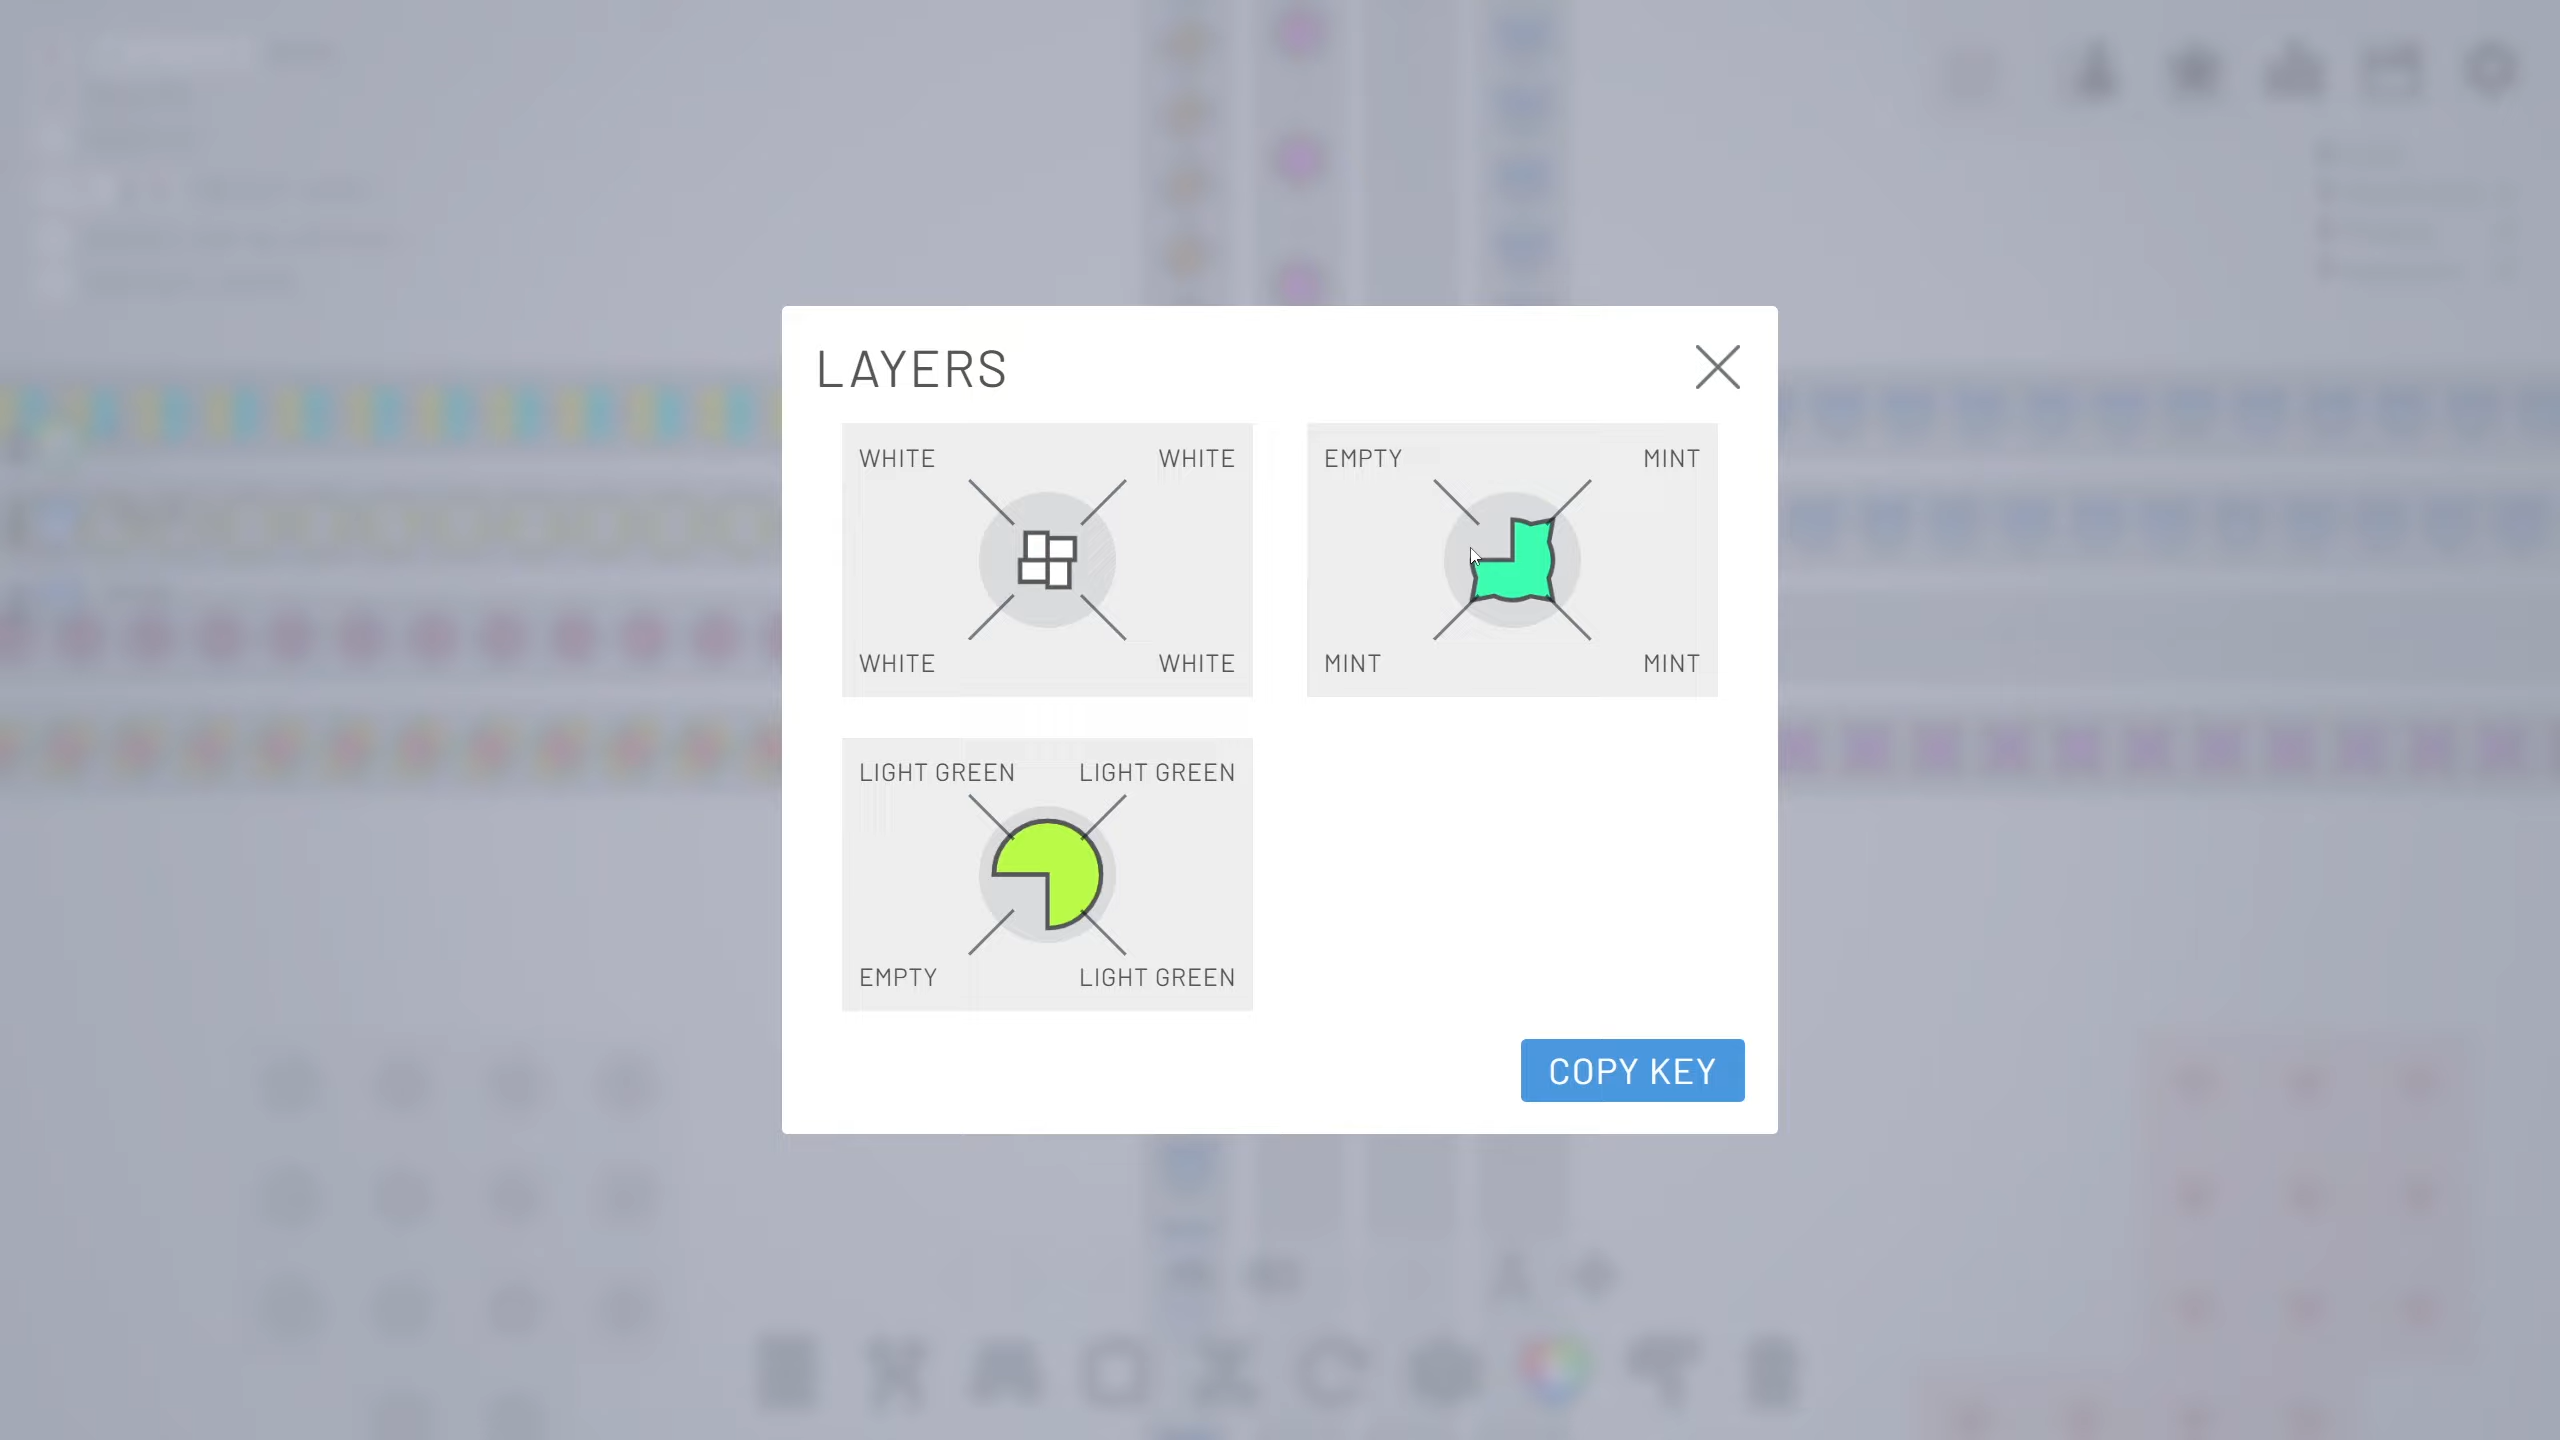 LAYERS
WHITE WHITE
WHITE WHITE
EMPTY MINT
MINT MINT
LIGHT GREEN LIGHT GREEN
EMPTY LIGHT GREEN
COPY KEY